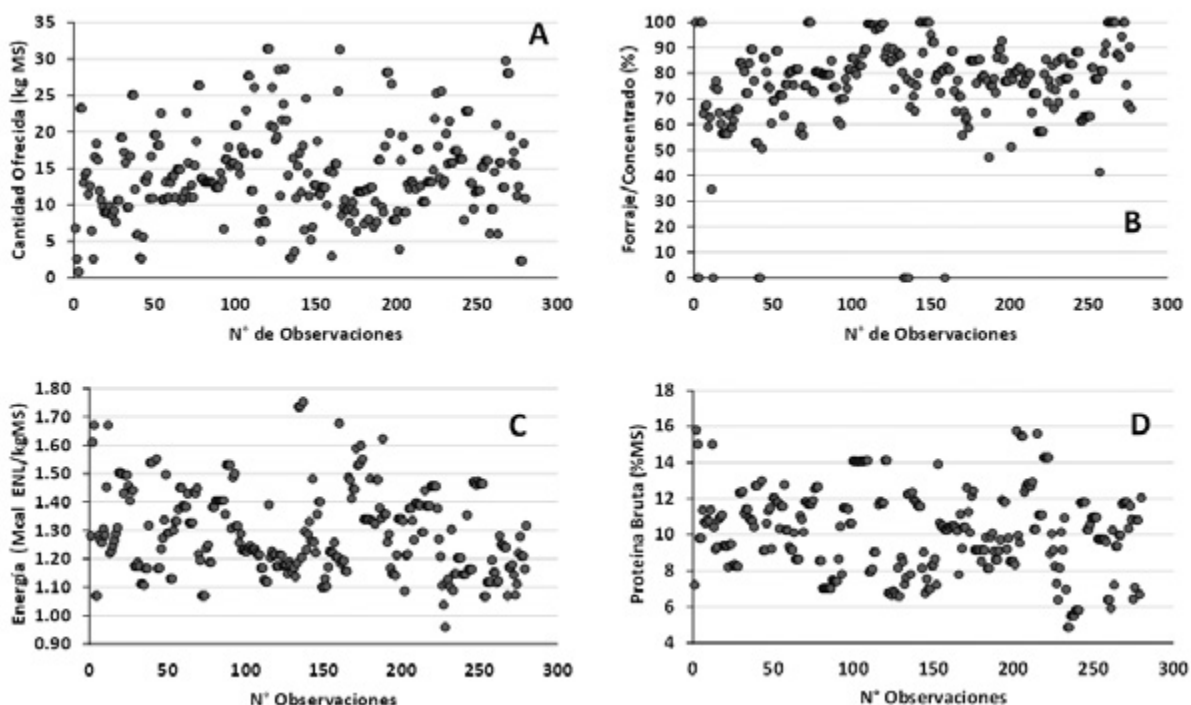 A
Cantidad Ofrecida (kg MS)
35
30
25
20
15
10
5
0
0 50 100 150 200 250 300
N° de Observaciones
B
Forraje/Concentrado (%)
100
90
80
70
60
50
40
30
20
10
0
0 50 100 150 200 250 300
N° de Observaciones
C
Energía (Mcal ENL/kgMS)
1.80
1.70
1.60
1.50
1.40
1.30
1.20
1.10
1.00
0.90
0 50 100 150 200 250 300
N° Observaciones
D
Proteína Bruta (%MS)
18
16
14
12
10
8
6
4
0 50 100 150 200 250 300
N° Observaciones